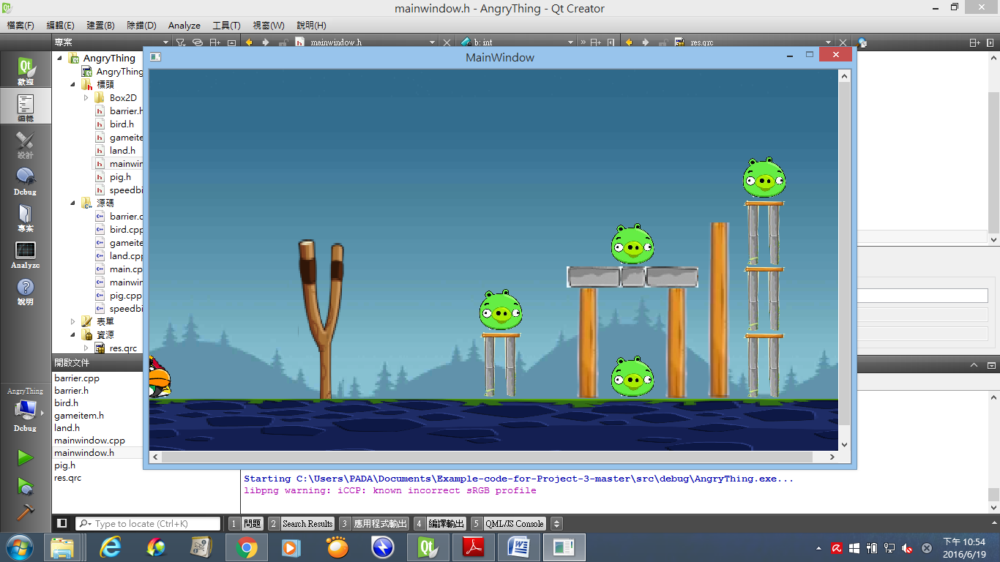 mainwindow.h - AngryThing - Qt Creator
檔案(F) 編輯(E) 建置(B) 除錯(D) Analyze 工具(T) 視窗(W) 說明(H)
專案 mainwindow.h b: int res.qrc
MainWindow
歡迎
編輯
設計
Debug
專案
Analyze
說明
AngryThing
Debug
AngryThing
AngryThing
標頭
Box2D
barrier.h
bird.h
gameite
land.h
mainwin
pig.h
speedbi
源碼
barrier.c
bird.cpp
gameite
land.cpp
main.cp
mainwin
pig.cpp
speedbi
表單
資源
res.qrc
開啟文件
barrier.cpp
barrier.h
bird.h
gameitem.h
land.h
mainwindow.cpp
mainwindow.h
pig.h
res.qrc
Starting C:\Users\PADA\Documents\Example-code-for-Project-3-master\src\debug\AngryThing.exe...
libpng warning: iCCP: known incorrect sRGB profile
Type to locate (Ctrl+K) 1 問題 2 Search Results 3 應用程式輸出 4 編譯輸出 5 QML/JS Console
下午 10:54
2016/6/19